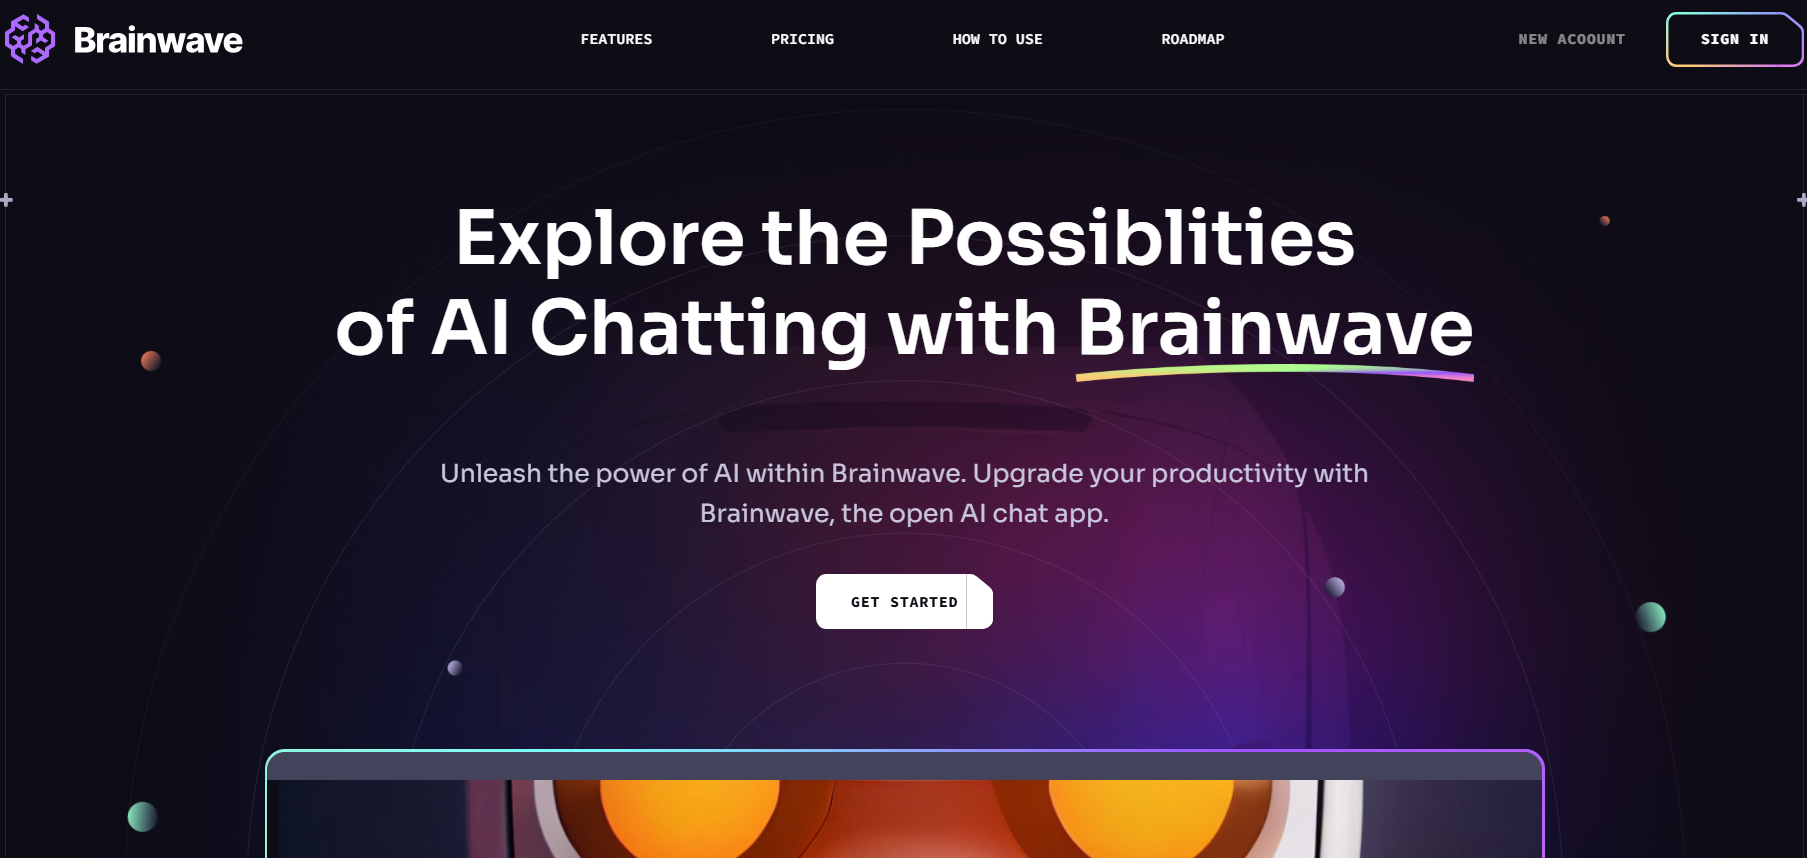 Brainwave
FEATURES
PRICING
HOW TO USE
ROADMAP
NEW ACOOUNT
SIGN IN
Explore the Possiblities
of AI Chatting with Brainwave
Unleash the power of AI within Brainwave. Upgrade your productivity with
Brainwave, the open AI chat app.
GET STARTED